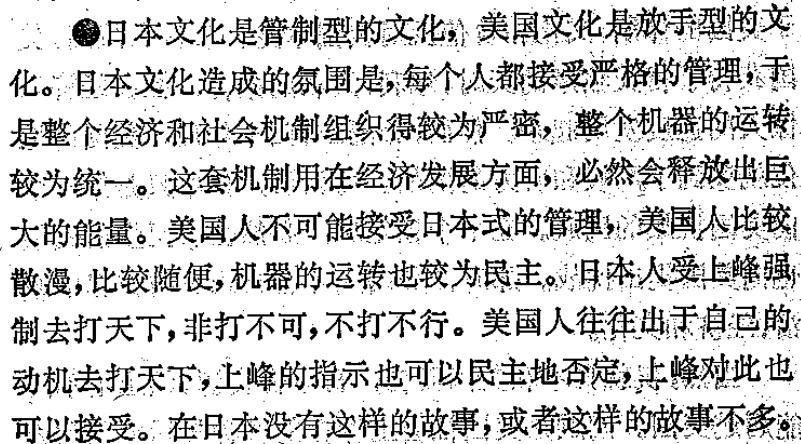 ●日本文化是管制型的文化，美国文化是放手型的文
化。日本文化造成的氛围是，每个人都接受严格的管理，于
是整个经济和社会机制组织得较为严密，整个机器的运转
较为统一。这套机制用在经济发展方面，必然会释放出巨
大的能量。美国人不可能接受日本式的管理，美国人比较
散漫，比较随便，机器的运转也较为民主。日本人受上峰强
制去打天下，非打不可，不打不行。美国人往往出于自己的
动机去打天下，上峰的指示也可以民主地否定，上峰对此也
可以接受。在日本没有这样的故事，或者这样的故事不多。